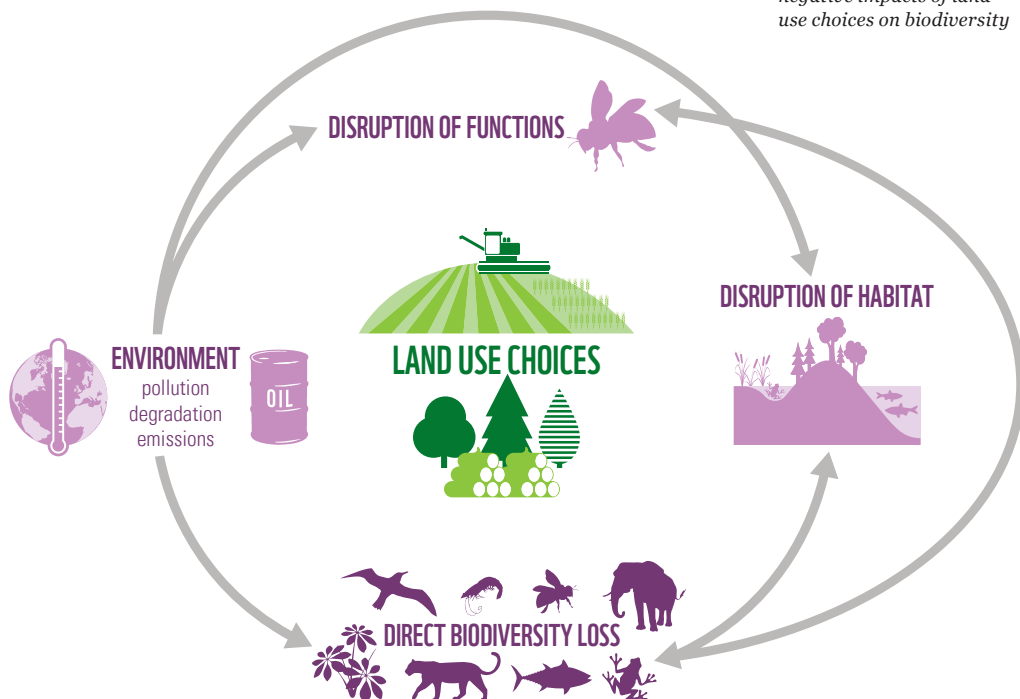 use choices on biodiversity
DISRUPTION OF FUNCTIONS
DISRUPTION OF HABITAT
LAND USE CHOICES
ENVIRONMENT
pollution
degradation
emissions
OIL
DIRECT BIODIVERSITY LOSS